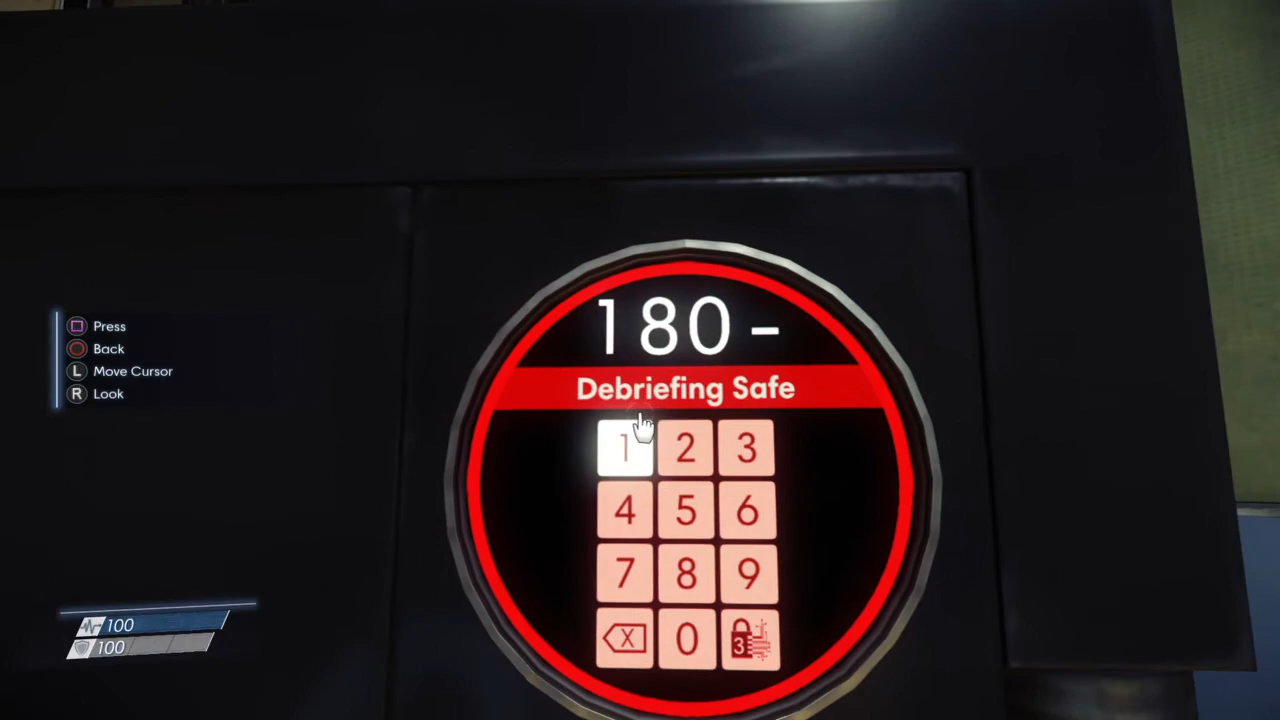 180-
Debriefing Safe
1 2 3
Press
Back
Move Cursor
L
Look
R
4 5 6
7 8 9
X 0 3
100
100